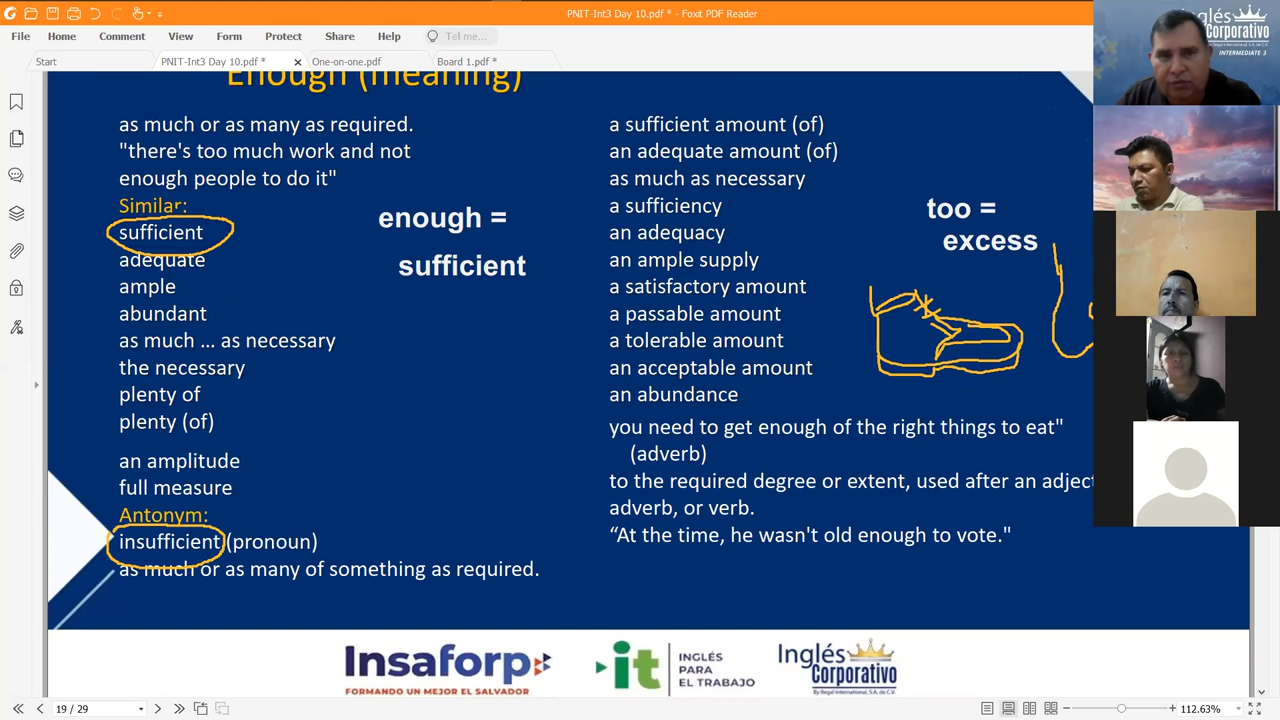 PNIT-Int3 Day 10.pdf * - Foxit PDF Reader
File Home Comment View Form Protect Share Help Tell me...
Start PNIT-Int3 Day 10.pdf * One-on-one.pdf Board 1.pdf *
Inglés
Corporativo
By Regal International, S.A. de C.V.
INTERMEDIATE 3
Enough (meaning)
as much or as many as required.
"there's too much work and not
enough people to do it"
Similar:
sufficient
adequate
ample
abundant
as much … as necessary
the necessary
plenty of
plenty (of)
an amplitude
full measure
Antonym:
insufficient (pronoun)
as much or as many of something as required.
enough =
sufficient
a sufficient amount (of)
an adequate amount (of)
as much as necessary
a sufficiency
an adequacy
an ample supply
a satisfactory amount
a passable amount
a tolerable amount
an acceptable amount
an abundance
you need to get enough of the right things to eat"
(adverb)
to the required degree or extent, used after an adject
adverb, or verb.
“At the time, he wasn't old enough to vote."
too =
excess
Insaforp
FORMANDO UN MEJOR EL SALVADOR
it
INGLÉS
PARA
EL TRABAJO
Inglés
Corporativo
By Regal International, S.A. de C.V.
19 / 29
112.63%